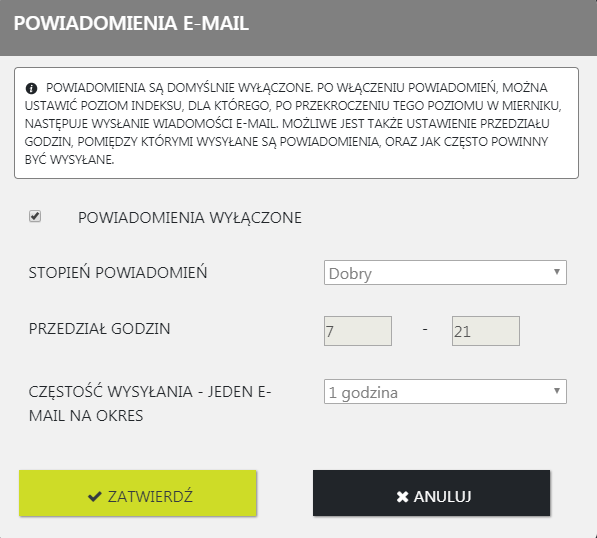 POWIADOMIENIA E-MAIL
POWIADOMIENIA SĄ DOMYŚLNIE WYŁĄCZONE. PO WŁĄCZENIU POWIADOMIEŃ, MOŻNA
USTAWIĆ POZIOM INDEKSU, DLA KTÓREGO, PO PRZEKROCZENIU TEGO POZIOMU W MIERNIKU,
NASTĘPUJE WYSŁANIE WIADOMOŚCI E-MAIL. MOŻLIWE JEST TAKŻE USTAWIENIE PRZEDZIAŁU
GODZIN, POMIĘDZY KTÓRYMI WYSYŁANE SĄ POWIADOMIENIA, ORAZ JAK CZĘSTO POWINNY
BYĆ WYSYŁANE.
POWIADOMIENIA WYŁĄCZONE
STOPIEŃ POWIADOMIEŃ Dobry
PRZEDZIAŁ GODZIN 7 - 21
CZĘSTOŚĆ WYSYŁANIA - JEDEN E- 1 godzina
MAIL NA OKRES
ZATWIERDŹ ANULUJ